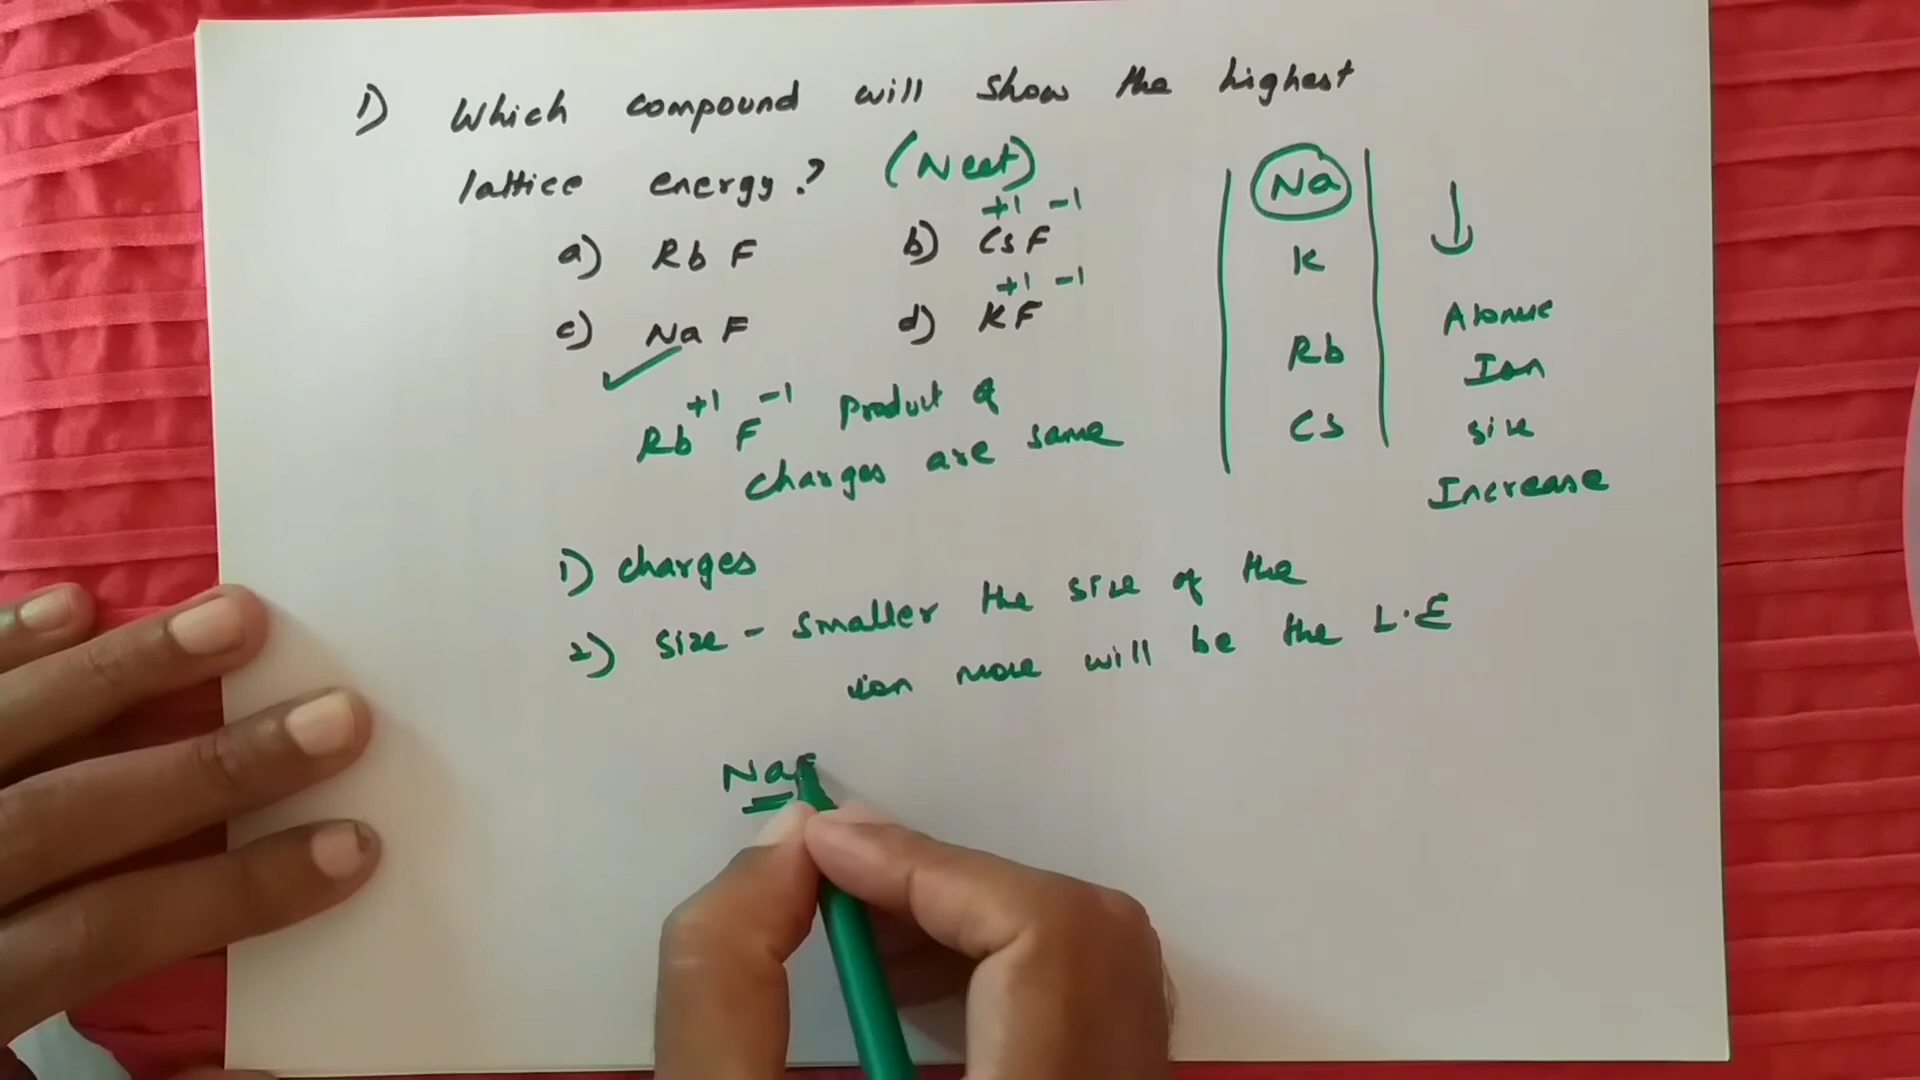 1) Which compound will show the highest
lattice energy? (Neet)
a) Rb F
b) Cs F
+1 -1
c) Na F
d) KF
+1 -1
Rb F
+1 -1
Product of
charges are same
Na
K
Rb
Cs
Atomic
Ion
size
Increase
1) charges
2) size - smaller the size of the
ion more will be the L.E
NaF